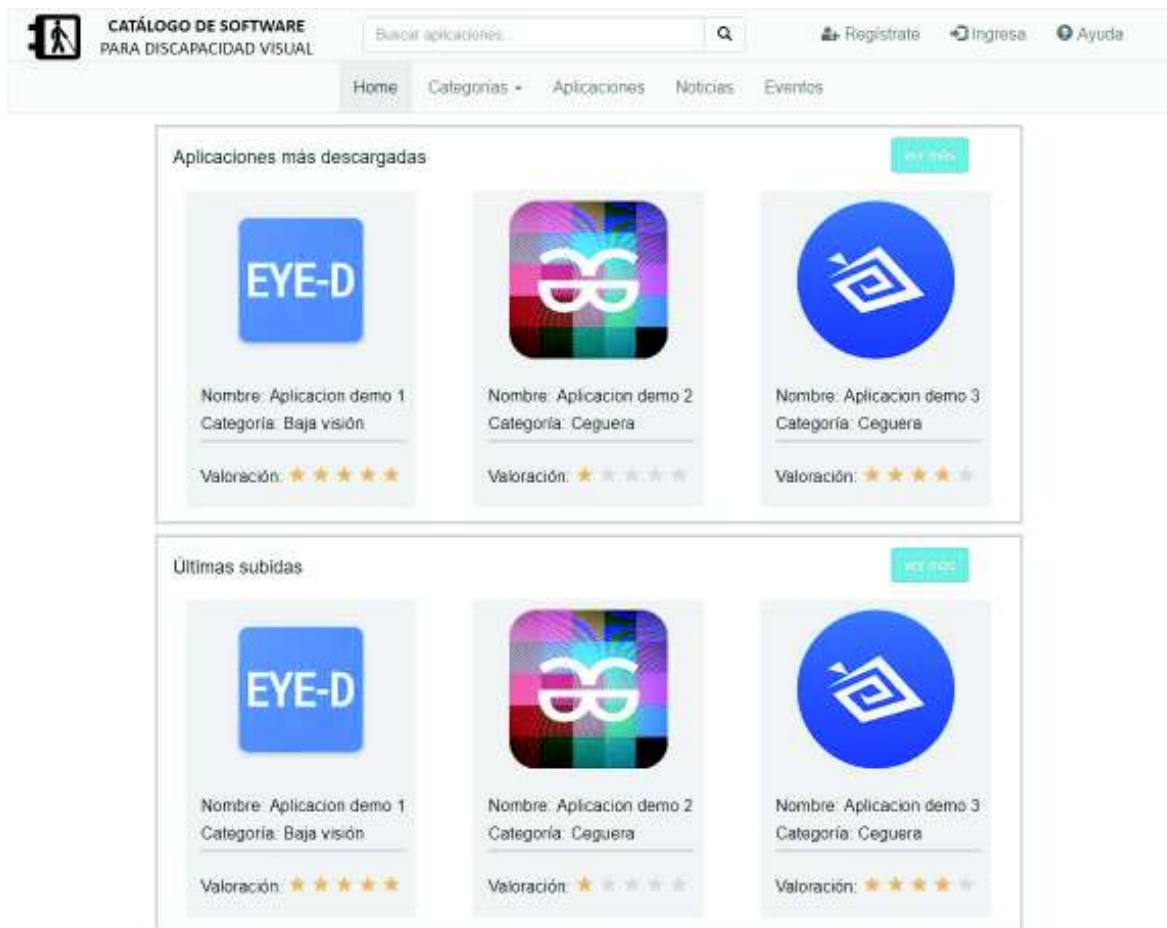 CATÁLOGO DE SOFTWARE
PARA DISCAPACIDAD VISUAL
Buscar aplicaciones...
Regístrate
Ingresa
Ayuda
Home
Categorías
Aplicaciones
Noticias
Eventos
Aplicaciones más descargadas
ver más
EYE-D
Nombre: Aplicacion demo 1
Categoría: Baja visión
Valoración:
Nombre: Aplicacion demo 2
Categoría: Ceguera
Valoración:
Nombre: Aplicacion demo 3
Categoría: Ceguera
Valoración:
Últimas subidas
ver más
EYE-D
Nombre: Aplicacion demo 1
Categoría: Baja visión
Valoración:
Nombre: Aplicacion demo 2
Categoría: Ceguera
Valoración:
Nombre: Aplicacion demo 3
Categoría: Ceguera
Valoración: